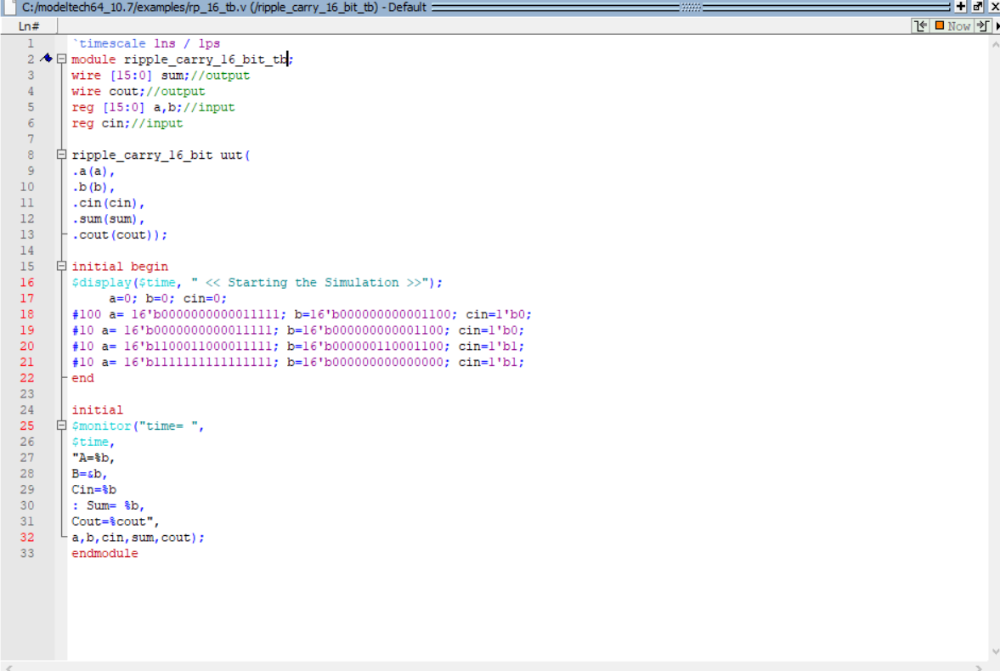 C:/modeltech64_10.7/examples/rp_16_tb.v (/ripple_carry_16_bit_tb) - Default
Ln# Now
1 `timescale 1ns / 1ps
2 module ripple_carry_16_bit_tb;
3 wire [15:0] sum;//output
4 wire cout;//output
5 reg [15:0] a,b;//input
6 reg cin;//input
7
8 ripple_carry_16_bit uut(
9 .a(a),
10 .b(b),
11 .cin(cin),
12 .sum(sum),
13 .cout(cout));
14
15 initial begin
16 $display($time, " << Starting the Simulation >>");
17 a=0; b=0; cin=0;
18 #100 a= 16'b0000000000011111; b=16'b000000000001100; cin=1'b0;
19 #10 a= 16'b0000000000011111; b=16'b000000000001100; cin=1'b0;
20 #10 a= 16'b1100011000011111; b=16'b000000110001100; cin=1'b1;
21 #10 a= 16'b1111111111111111; b=16'b000000000000000; cin=1'b1;
22 end
23
24 initial
25 $monitor("time= ",
26 $time,
27 "A=%b,
28 B=&b,
29 Cin=%b
30 : Sum= %b,
31 Cout=%cout",
32 a,b,cin,sum,cout);
33 endmodule